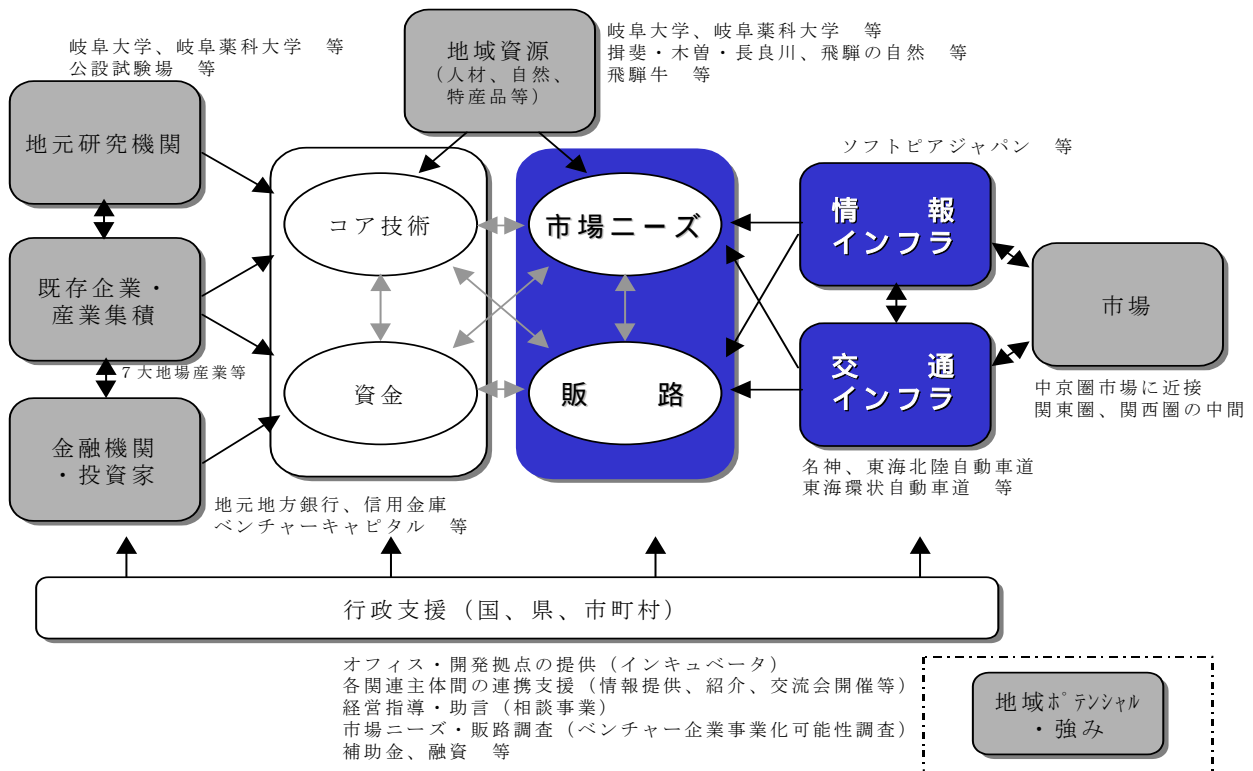 岐阜大学、岐阜薬科大学　等
公設試験場　等
地域資源
（人材、自然、
特産品等）
岐阜大学、岐阜薬科大学　等
揖斐・木曽・長良川、飛騨の自然　等
飛騨牛　等
地元研究機関
コア技術
市場ニーズ
ソフトピアジャパン　等
情　　報
インフラ
既存企業・
産業集積
市場
７大地場産業等
資金
販　　路
交　　通
インフラ
中京圏市場に近接
関東圏、関西圏の中間
金融機関
・投資家
地元地方銀行、信用金庫
ベンチャーキャピタル　等
名神、東海北陸自動車道
東海環状自動車道　等
行政支援（国、県、市町村）
オフィス・開発拠点の提供（インキュベータ）
各関連主体間の連携支援（情報提供、紹介、交流会開催等）
経営指導・助言（相談事業）
市場ニーズ・販路調査（ベンチャー企業事業化可能性調査）
補助金、融資　等
地域ﾎﾟﾃﾝｼｬﾙ
・強み